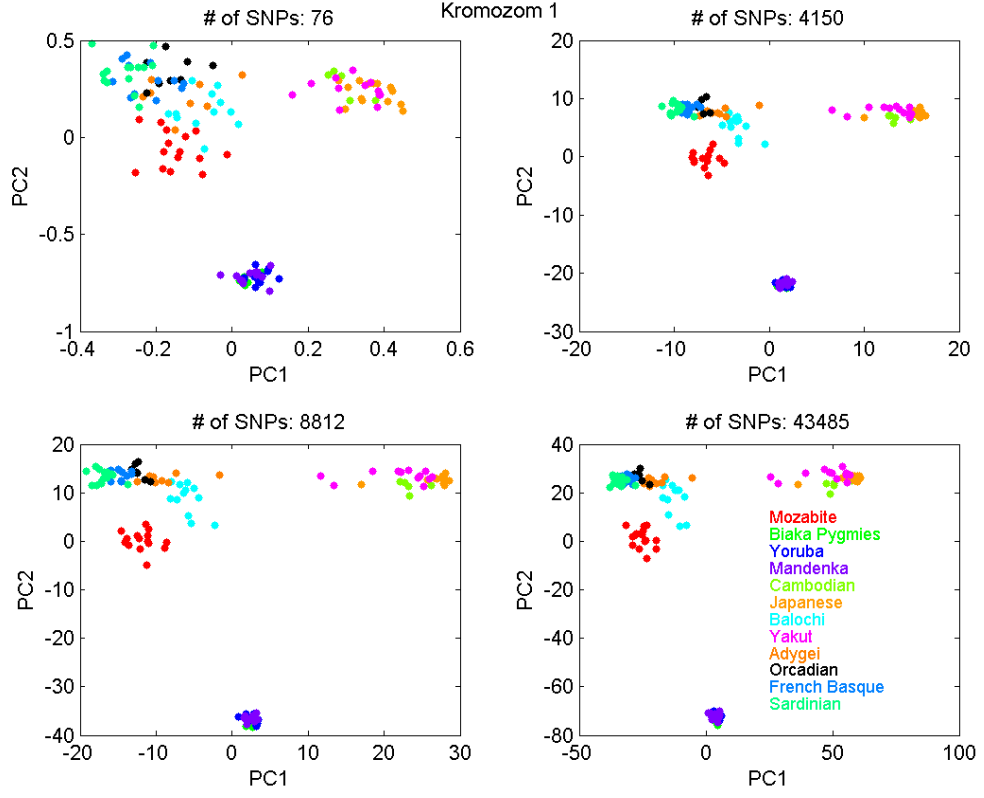 Kromozom 1
# of SNPs: 76
0.5
0
-0.5
-1
PC2
-0.4 -0.2 0 0.2 0.4 0.6
PC1
# of SNPs: 4150
20
10
0
-10
-20
-30
PC2
-20 -10 0 10 20
PC1
# of SNPs: 8812
20
10
0
-10
-20
-30
-40
PC2
-20 -10 0 10 20 30
PC1
# of SNPs: 43485
40
20
0
-20
-40
-60
-80
PC2
Mozabite
Biaka Pygmies
Yoruba
Mandenka
Cambodian
Japanese
Balochi
Yakut
Adygei
Orcadian
French Basque
Sardinian
-50 0 50 100
PC1